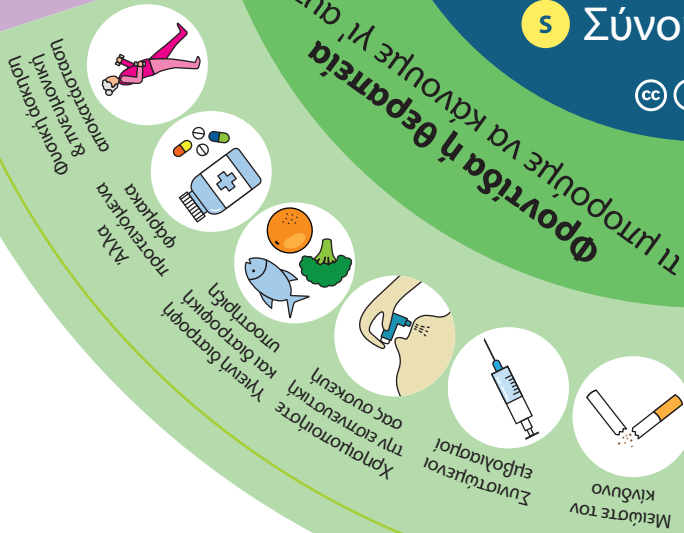 S Σύνο
cc
Φροντίδα ή θεραπεία
τι μπορούμε να κάνουμε γι' αυτ
Μειώστε τον
κίνδυνο
Συνιστώμενοι
εμβολιασμοί
Χρησιμοποιήστε
την εισπνευστική
σας συσκευή
Υγιεινή διατροφή
και διατροφική
υποστήριξη
Άλλα
προτεινόμενα
φάρμακα
Φυσική άσκηση
& πνευμονική
αποκατάσταση